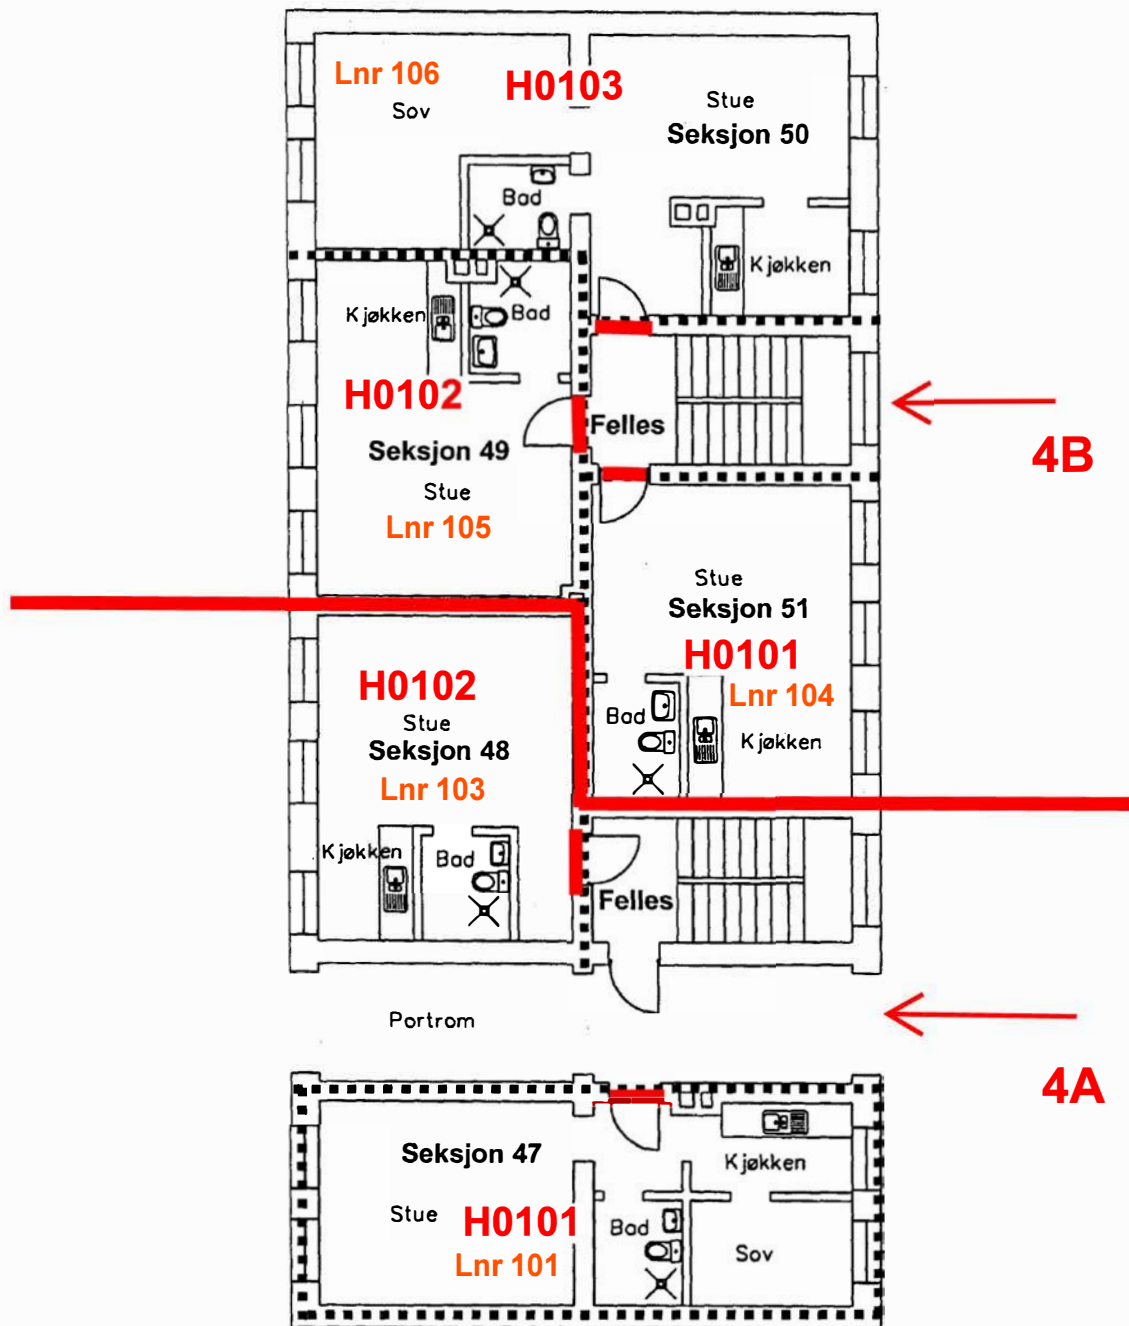 Lnr 106
H0103
Sov
Stue
Seksjon 50
Bad
Kjøkken
Kjøkken
Bad
H0102
Seksjon 49
Stue
Lnr 105
Felles
4B
Stue
Seksjon 51
H0101
Lnr 104
Bad
Kjøkken
H0102
Stue
Seksjon 48
Lnr 103
Kjøkken
Bad
Felles
Portrom
4A
Seksjon 47
Kjøkken
Stue
H0101
Lnr 101
Bad
Sov